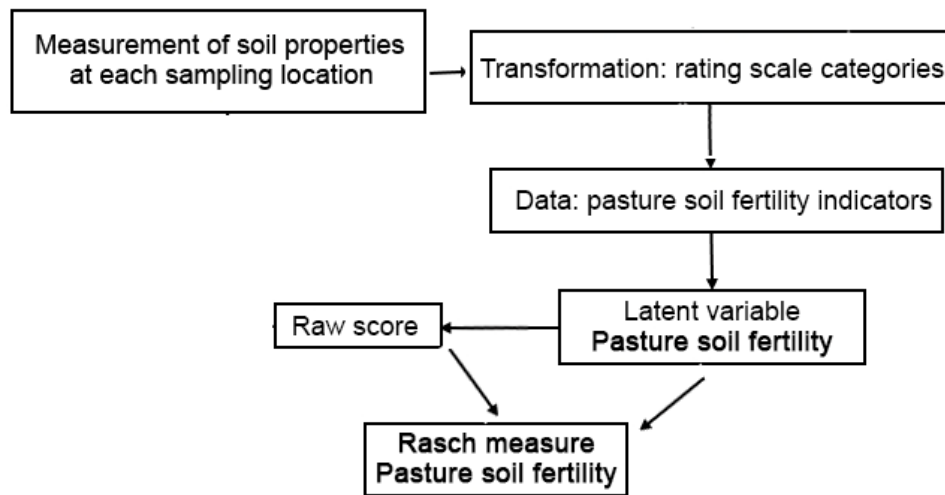 Measurement of soil properties
at each sampling location
Transformation: rating scale categories
Data: pasture soil fertility indicators
Latent variable
Pasture soil fertility
Raw score
Rasch measure
Pasture soil fertility